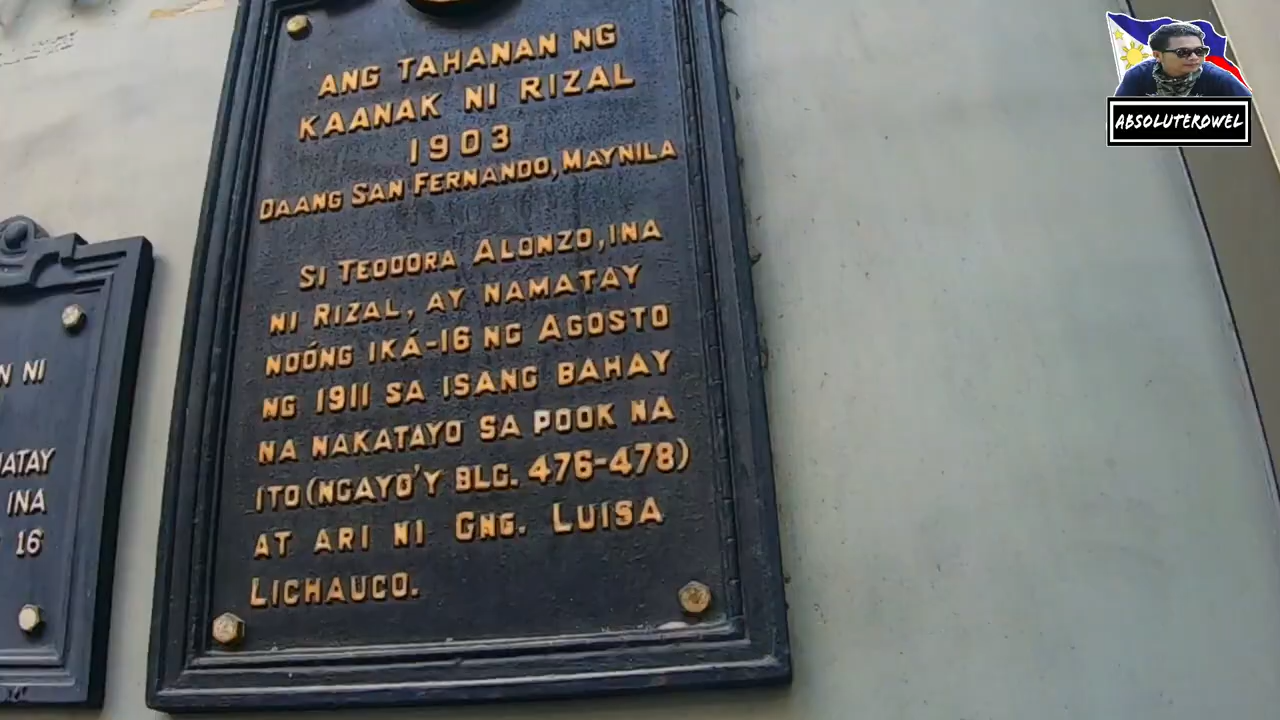 ANG TAHANAN NG
KAANAK NI RIZAL
1903
DAANG SAN FERNANDO, MAYNILA
SI TEODORA ALONZO, INA
NI RIZAL, AY NAMATAY
NOÓNG IKÁ-16 NG AGOSTO
NG 1911 SA ISANG BAHAY
NA NAKATAYO SA POOK NA
ITO (NGAYO'Y BLG. 476-478)
AT ARI NI GNG. LUISA
LICHAUCO.
NI
INA
16
ABSOLUTEROWEL